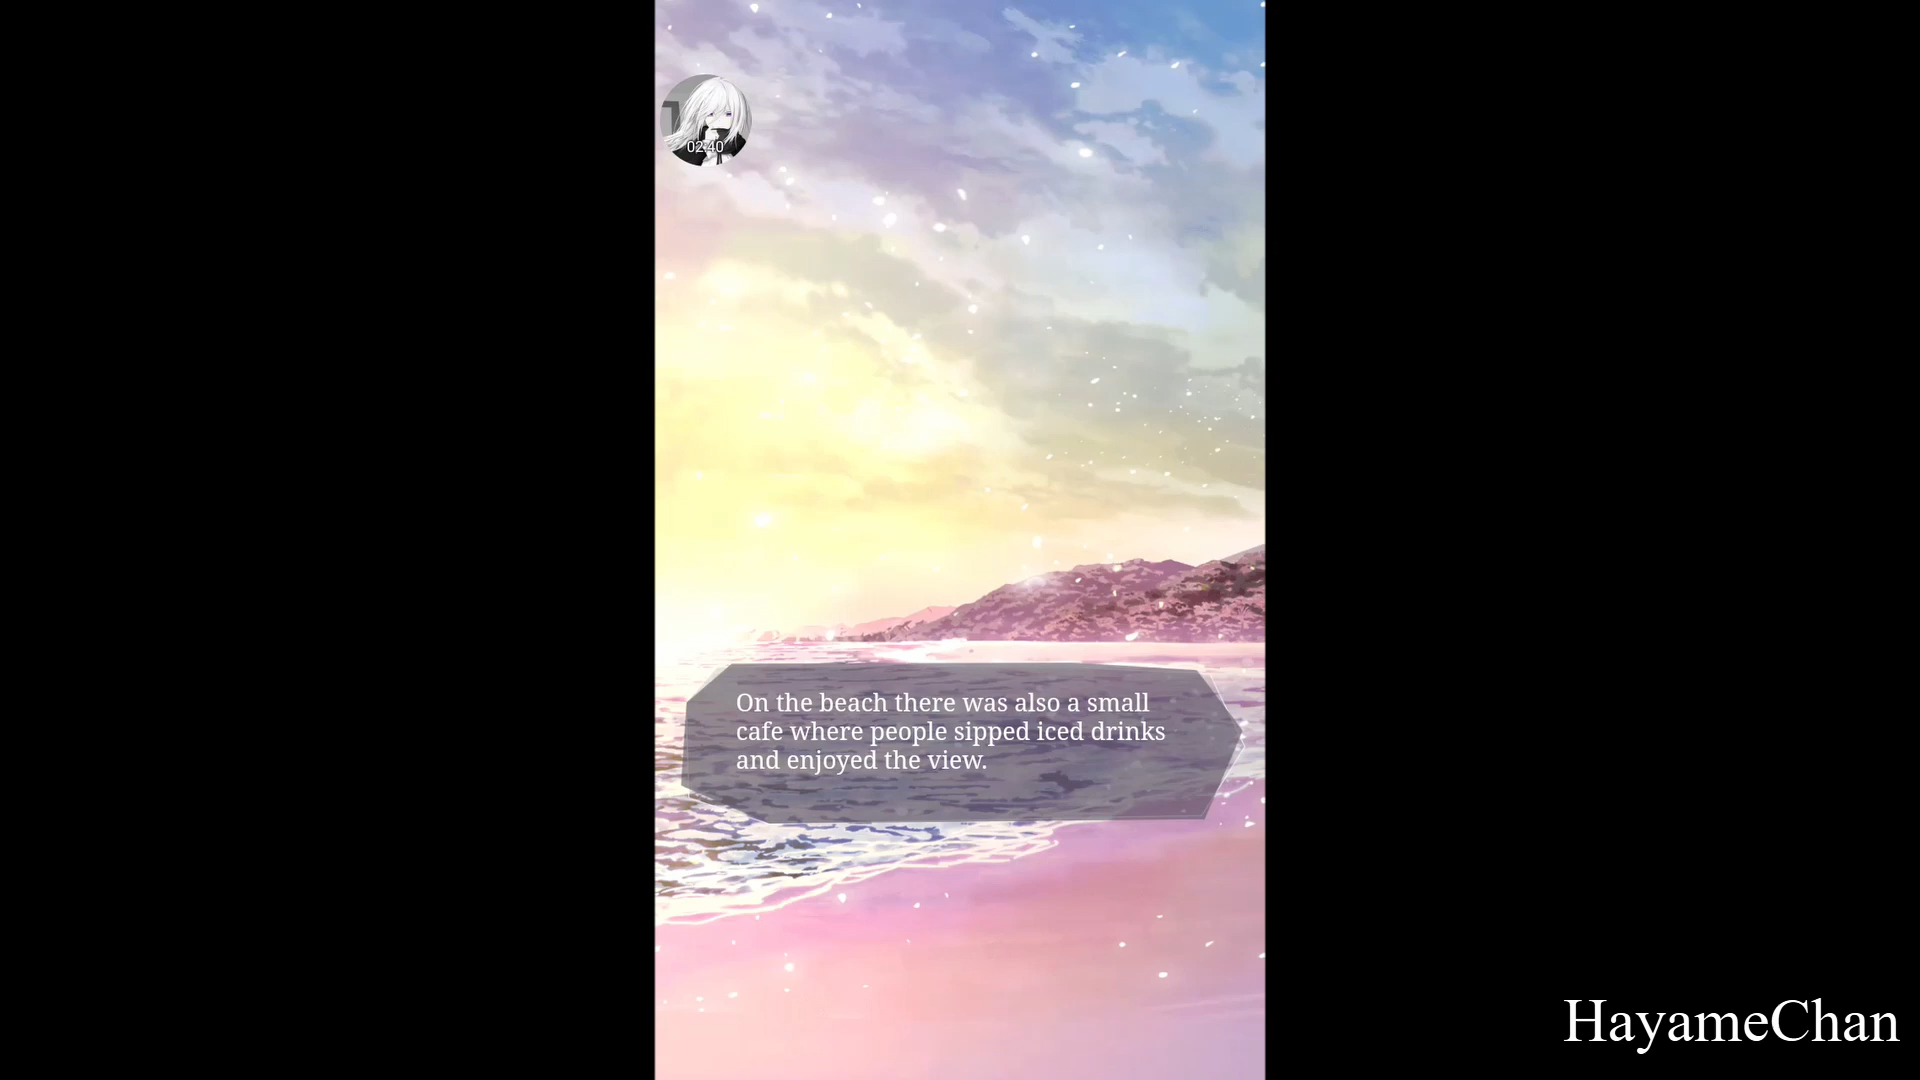 02:40
On the beach there was also a small
cafe where people sipped iced drinks
and enjoyed the view.
HayameChan